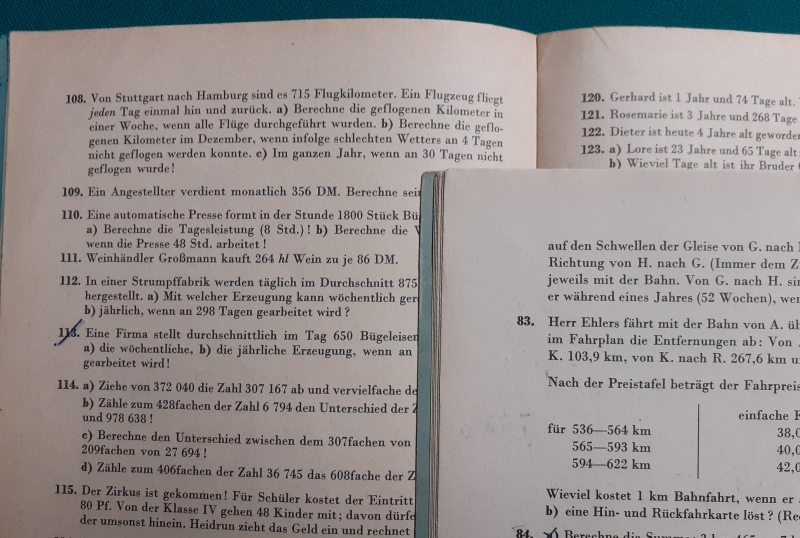 108. Von Stuttgart nach Hamburg sind es 715 Flugkilometer. Ein Flugzeug fliegt
jeden Tag einmal hin und zurück. a) Berechne die geflogenen Kilometer in
einer Woche, wenn alle Flüge durchgeführt wurden. b) Berechne die geflo-
genen Kilometer im Dezember, wenn infolge schlechten Wetters an 4 Tagen
nicht geflogen werden konnte. c) Im ganzen Jahr, wenn an 30 Tagen nicht
geflogen wurde!
109. Ein Angestellter verdient monatlich 356 DM. Berechne sein
110. Eine automatische Presse formt in der Stunde 1800 Stück
a) Berechne die Tagesleistung (8 Std.)! b) Berechne die
wenn die Presse 48 Std. arbeitet!
111. Weinhändler Großmann kauft 264 hl Wein zu je 86 DM.
112. In einer Strumpffabrik werden täglich im Durchschnitt 875
hergestellt. a) Mit welcher Erzeugung kann wöchentlich
b) jährlich, wenn an 298 Tagen gearbeitet wird?
113. Eine Firma stellt durchschnittlich im Tag 650 Bügeleisen
a) die wöchentliche, b) die jährliche Erzeugung, wenn an
gearbeitet wird!
114. a) Ziehe von 372 040 die Zahl 307 167 ab und vervielfache
b) Zähle zum 428fachen der Zahl 6 794 den Unterschied der
und 978 638!
c) Berechne den Unterschied zwischen dem 307fachen von
209fachen von 27 694!
d) Zähle zum 406fachen der Zahl 36 745 das 608fache der
115. Der Zirkus ist gekommen! Für Schüler kostet der Eintritt
80 Pf. Von der Klasse IV gehen 48 Kinder mit; davon
der umsonst hinein. Heidrun zieht das Geld ein und rechnet
120. Gerhard ist 1 Jahr und 74 Tage alt.
121. Rosemarie ist 3 Jahre und 268 Tage
122. Dieter ist heute 4 Jahre alt geworden
123. a) Lore ist 23 Jahre und 65 Tage alt
b) Wieviel Tage alt ist ihr Bruder
auf den Schwellen der Gleise von G. nach
Richtung von H. nach G. (Immer dem
jeweils mit der Bahn. Von G. nach H.
er während eines Jahres (52 Wochen),
83. Herr Ehlers fährt mit der Bahn von A.
im Fahrplan die Entfernungen ab: Von
K. 103,9 km, von K. nach R. 267,6 km
Nach der Preistafel beträgt der Fahrpreis
einfache
für 536—564 km 38,0
565—593 km 40,0
594—622 km 42,0
Wieviel kostet 1 km Bahnfahrt, wenn er
b) eine Hin- und Rückfahrkarte löst?
84. Berechne die Summe: